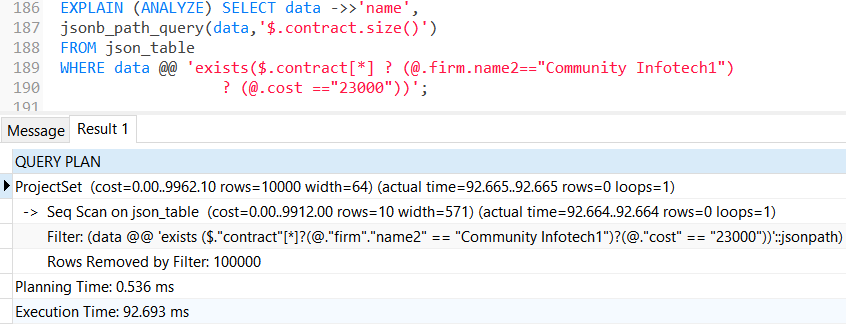 186 EXPLAIN (ANALYZE) SELECT data ->>'name',
187 jsonb_path_query(data,'$.contract.size()')
188 FROM json_table
189 WHERE data @@ 'exists($.contract[*] ? (@.firm.name2=="Community Infotech1")
190 ? (@.cost =="23000"))';
191
Message Result 1
QUERY PLAN
ProjectSet (cost=0.00..9962.10 rows=10000 width=64) (actual time=92.665..92.665 rows=0 loops=1)
-> Seq Scan on json_table (cost=0.00..9912.00 rows=10 width=571) (actual time=92.664..92.664 rows=0 loops=1)
Filter: (data @@ 'exists ($."contract"[*]?(@."firm"."name2" == "Community Infotech1")?(@."cost" == "23000"))'::jsonpath)
Rows Removed by Filter: 100000
Planning Time: 0.536 ms
Execution Time: 92.693 ms